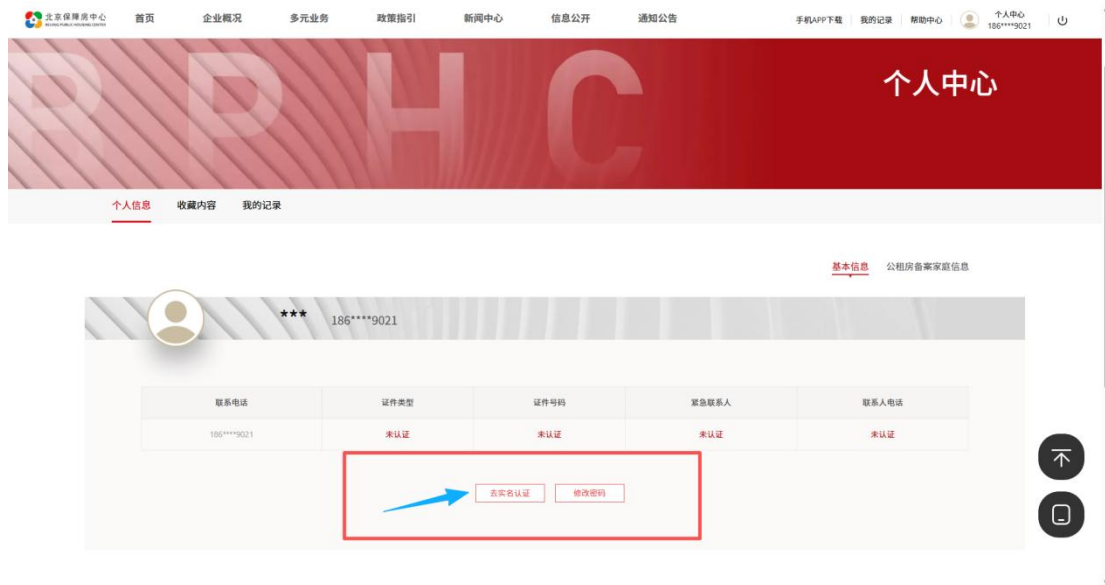 北京保障房中心 首页 企业概况 多元业务 政策指引 新闻中心 信息公开 通知公告 手机APP下载 我的记录 帮助中心 个人中心
BEIJING PUBLIC HOUSING CENTER 186****9021
BPHC
个人中心
个人信息 收藏内容 我的记录
基本信息 公租房备案家庭信息
*** 186****9021
联系电话 证件类型 证件号码 紧急联系人 联系人电话
186****9021 未认证 未认证 未认证 未认证
去实名认证 修改密码